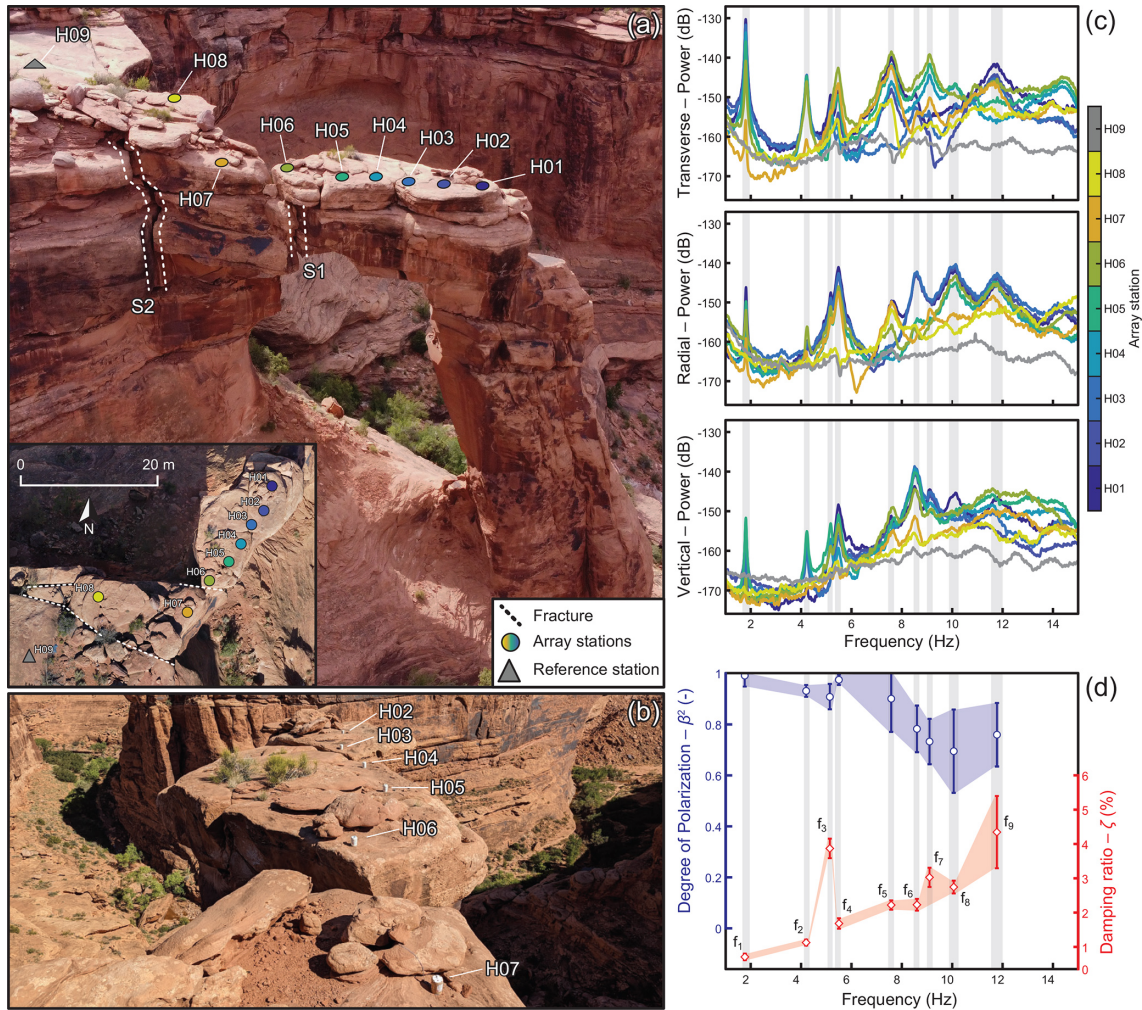 (a)
H09
H08
H06
H05
H04
H03
H02
H01
H07
S1
S2
0 20 m
N
H01
H02
H03
H04
H05
H06
H07
H08
H09
Fracture
Array stations
Reference station
(b)
H02
H03
H04
H05
H06
H07
(c)
Transverse – Power (dB)
-130
-140
-150
-160
-170
Radial – Power (dB)
-130
-140
-150
-160
-170
Vertical – Power (dB)
-130
-140
-150
-160
-170
2 4 6 8 10 12 14
Frequency (Hz)
H09
H08
H07
H06
H05
H04
H03
H02
H01
Array station
(d)
Degree of Polarization – β² (-)
1
0.8
0.6
0.4
0.2
0
f₁
f₂
f₃
f₄
f₅
f₆
f₇
f₈
f₉
6
5
4
3
2
1
0
Damping ratio – ζ (%)
2 4 6 8 10 12 14
Frequency (Hz)